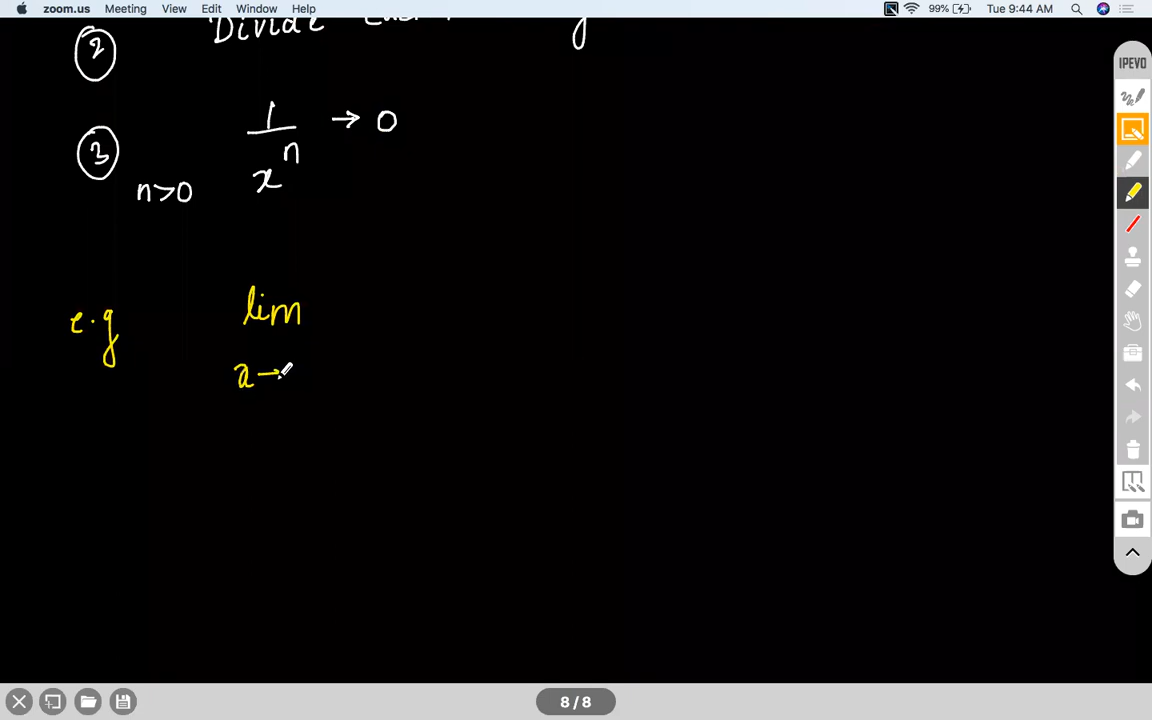 zoom.us Meeting View Edit Window Help 99% Tue 9:44 AM
② Divide
IPEVO
③ n>0 1/xⁿ → 0
e.g lim
x →
8 / 8